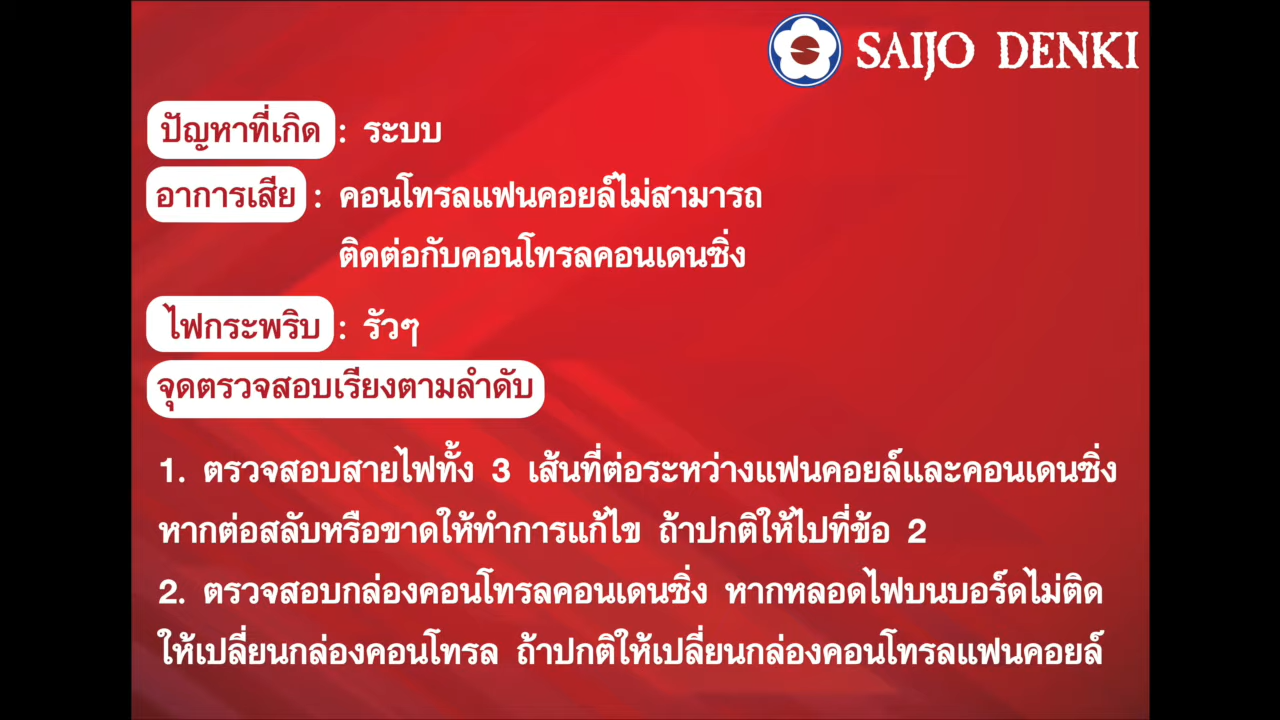 SAIJO DENKI
ปัญหาที่เกิด : ระบบ
อาการเสีย : คอนโทรลแฟนคอยล์ไม่สามารถ
ติดต่อกับคอนโทรลคอนเดนซิ่ง
ไฟกระพริบ : รัวๆ
จุดตรวจสอบเรียงตามลำดับ
1. ตรวจสอบสายไฟทั้ง 3 เส้นที่ต่อระหว่างแฟนคอยล์และคอนเดนซิ่ง
หากต่อสลับหรือขาดให้ทำการแก้ไข ถ้าปกติให้ไปที่ข้อ 2
2. ตรวจสอบกล่องคอนโทรลคอนเดนซิ่ง หากหลอดไฟบนบอร์ดไม่ติด
ให้เปลี่ยนกล่องคอนโทรล ถ้าปกติให้เปลี่ยนกล่องคอนโทรลแฟนคอยล์